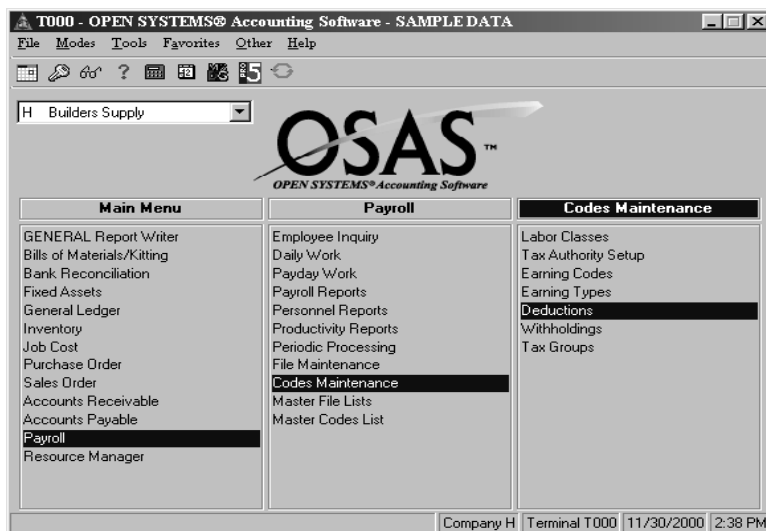 T000 - OPEN SYSTEMS® Accounting Software - SAMPLE DATA
File Modes Tools Favorites Other Help
H Builders Supply
OSAS™
OPEN SYSTEMS® Accounting Software
Main Menu
GENERAL Report Writer
Bills of Materials/Kitting
Bank Reconciliation
Fixed Assets
General Ledger
Inventory
Job Cost
Purchase Order
Sales Order
Accounts Receivable
Accounts Payable
Payroll
Resource Manager
Payroll
Employee Inquiry
Daily Work
Payday Work
Payroll Reports
Personnel Reports
Productivity Reports
Periodic Processing
File Maintenance
Codes Maintenance
Master File Lists
Master Codes List
Codes Maintenance
Labor Classes
Tax Authority Setup
Earning Codes
Earning Types
Deductions
Withholdings
Tax Groups
Company H Terminal T000 11/30/2000 2:38 PM